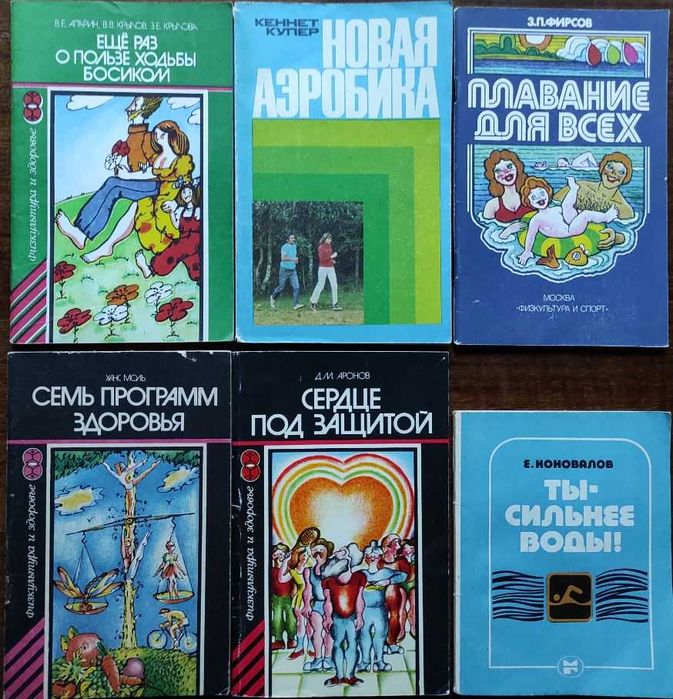 В.Е. АПАРИН, В.В. КРЫЛОВ, З.Е. КРЫЛОВА
ЕЩЁ РАЗ
О ПОЛЬЗЕ ХОДЬБЫ
БОСИКОМ
Физкультура и здоровье
КЕННЕТ
КУПЕР
НОВАЯ
АЭРОБИКА
З.П.ФИРСОВ
ПЛАВАНИЕ
ДЛЯ ВСЕХ
МОСКВА
"ФИЗКУЛЬТУРА И СПОРТ"
ХАНС МОЛЬ
СЕМЬ ПРОГРАММ
ЗДОРОВЬЯ
Физкультура и здоровье
Д.М. АРОНОВ
СЕРДЦЕ
ПОД ЗАЩИТОЙ
Физкультура и здоровье
Е. КОНОВАЛОВ
ТЫ-
СИЛЬНЕЕ
ВОДЫ!